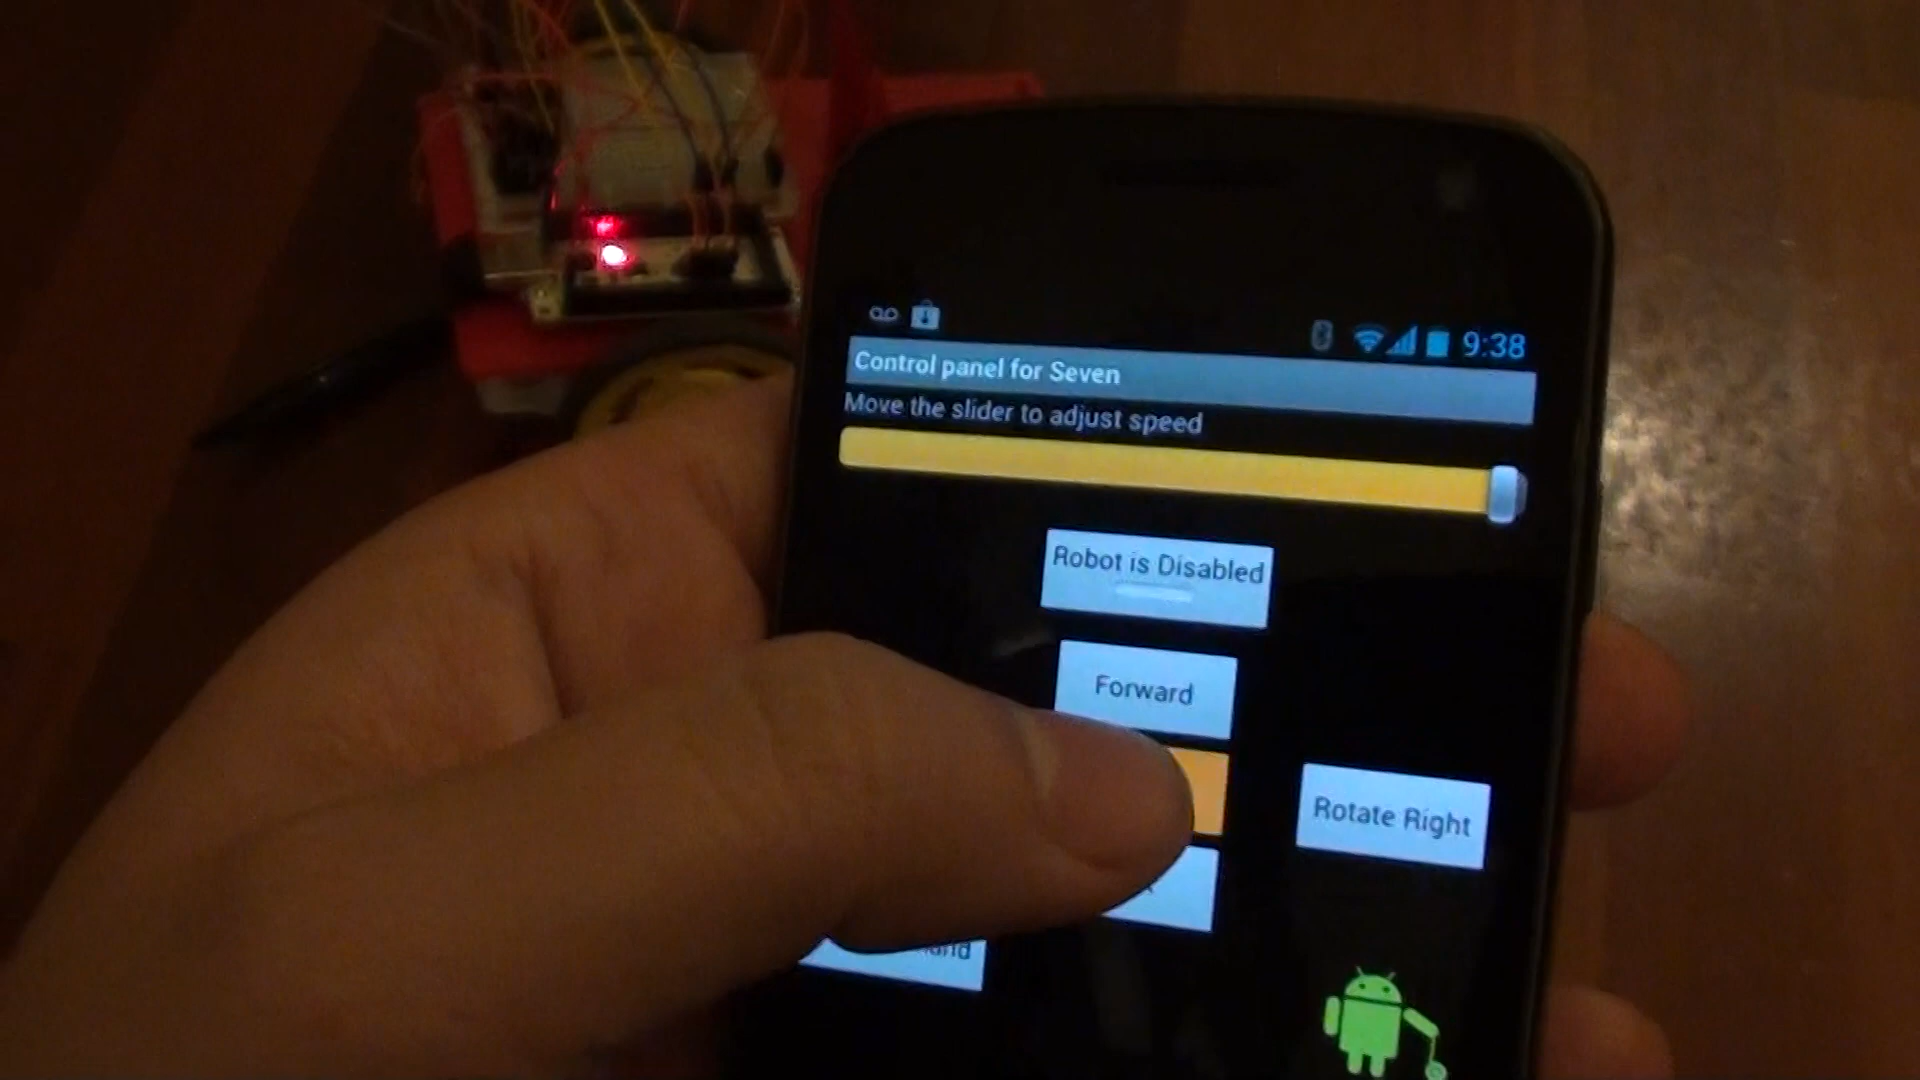 9:38
Control panel for Seven
Move the slider to adjust speed
Robot is Disabled
Forward
Rotate Right